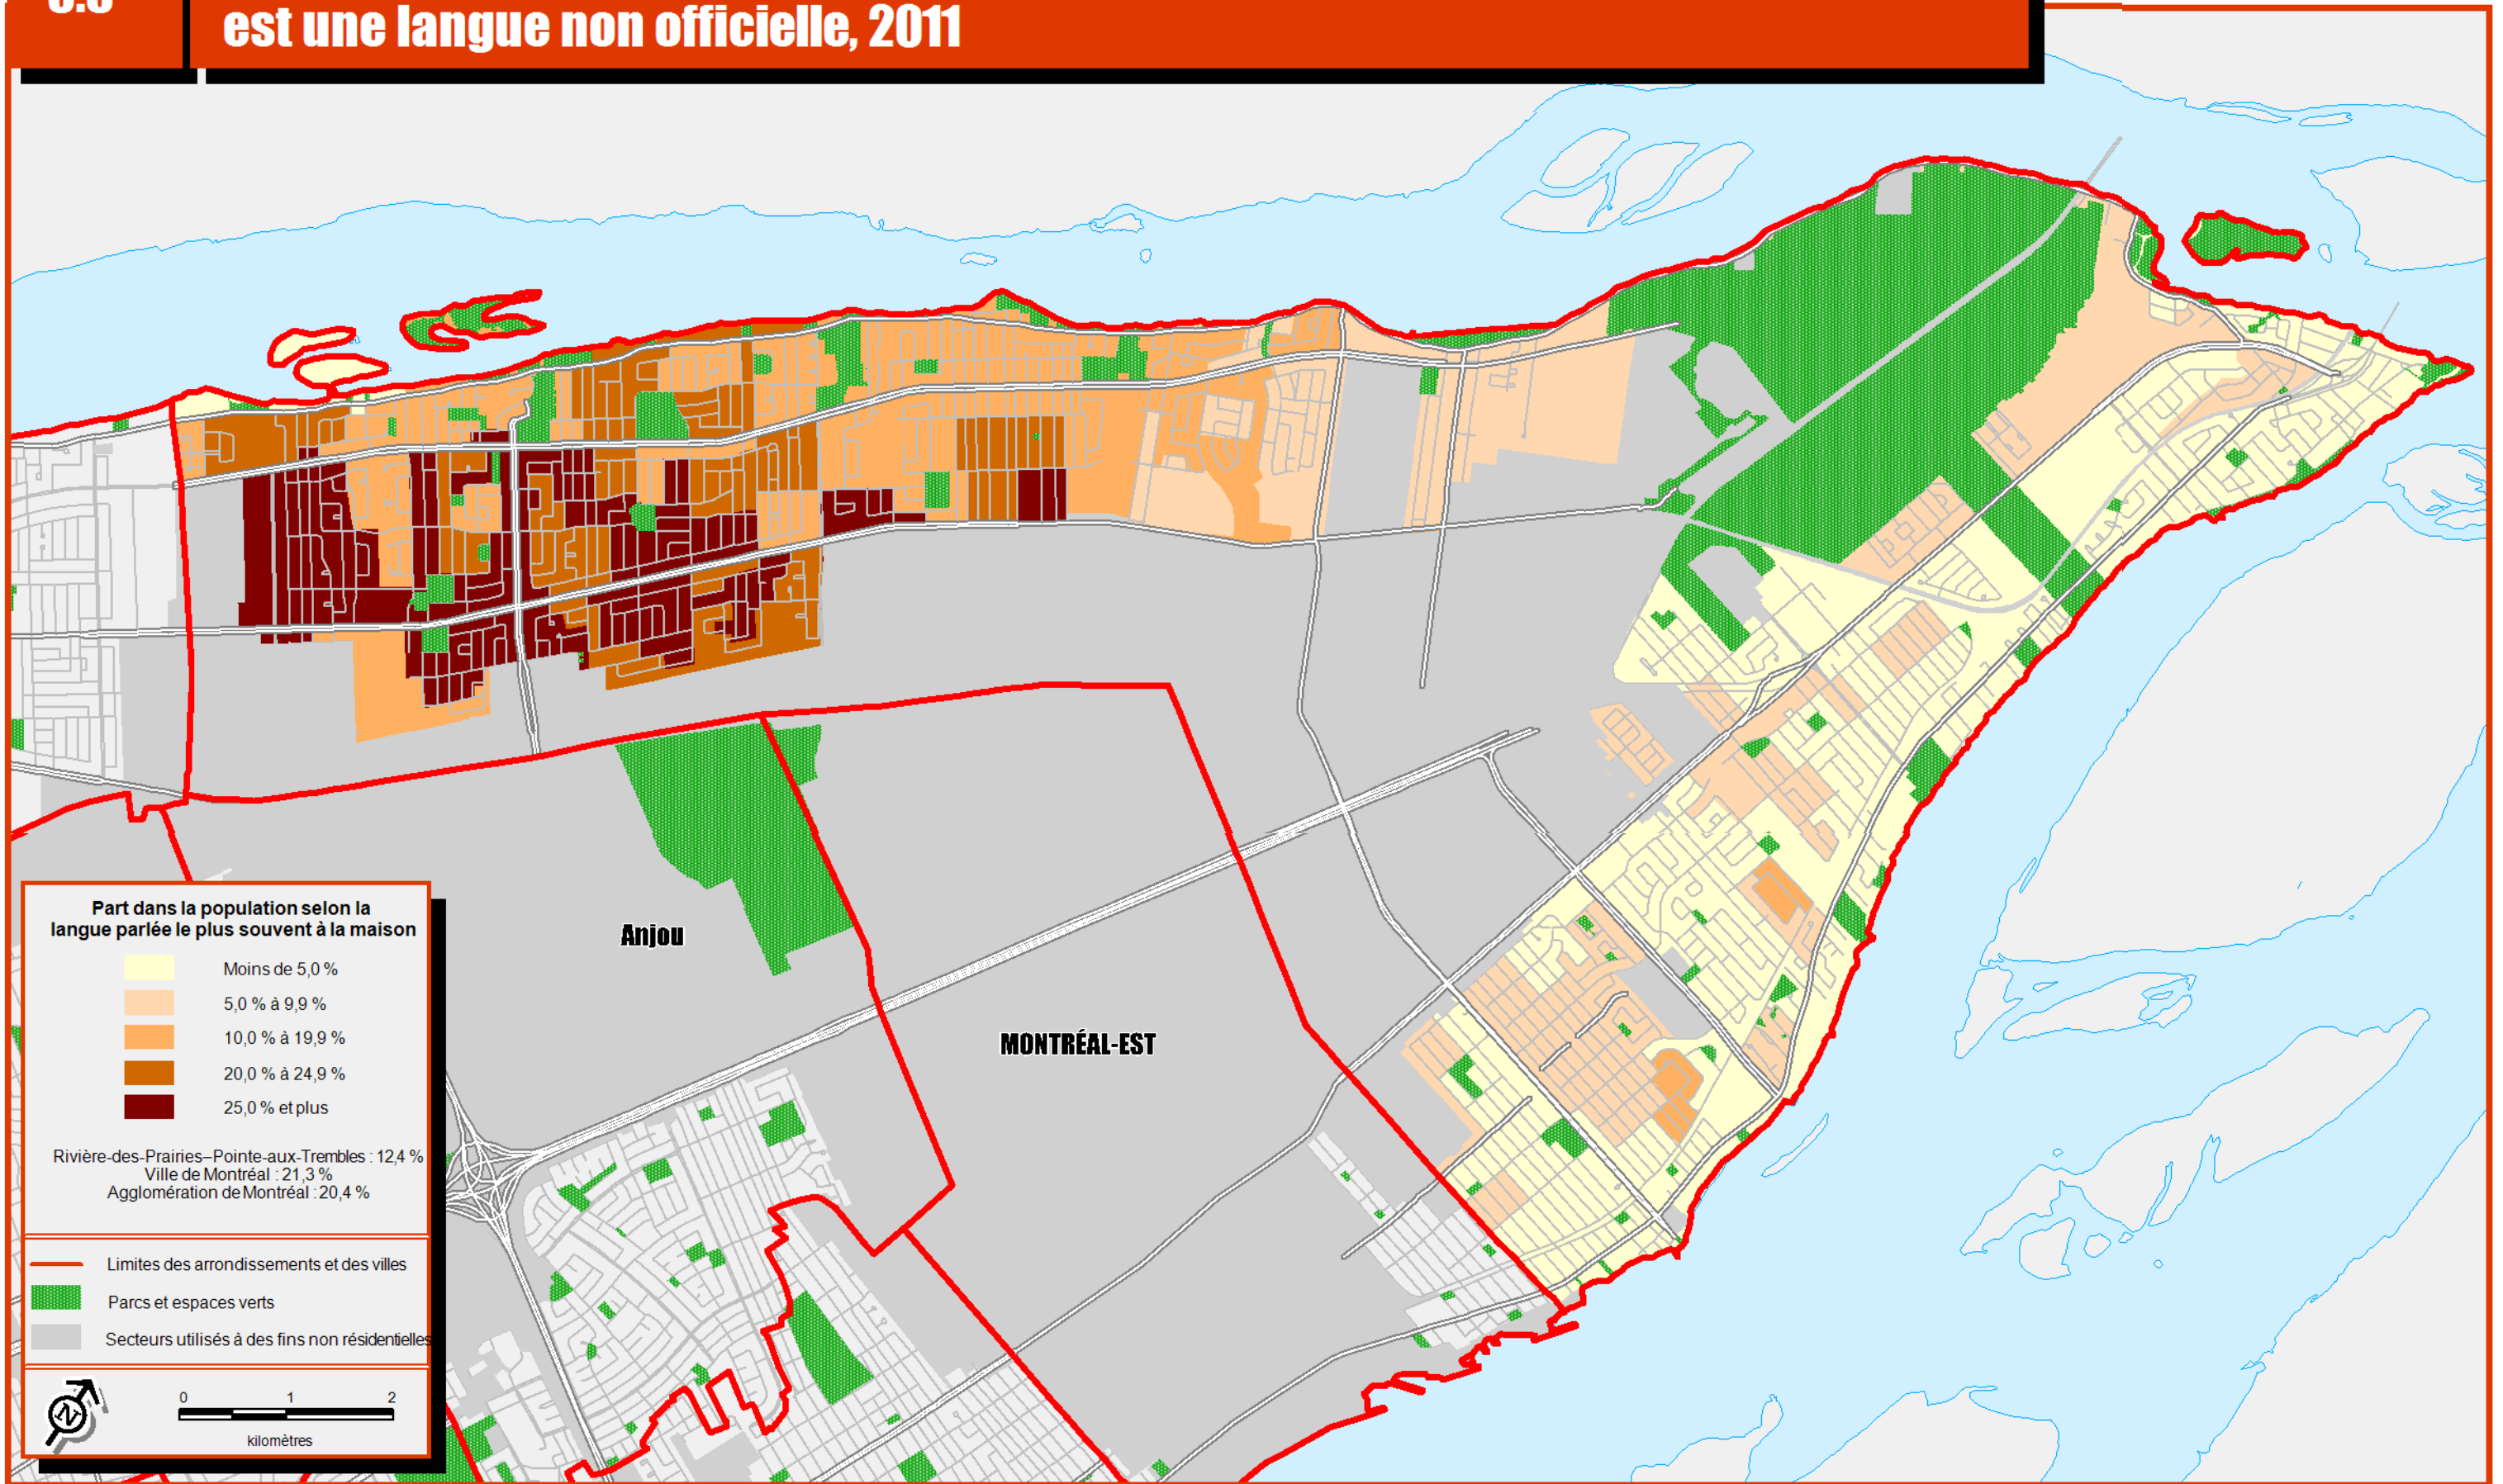 est une langue non officielle, 2011
Anjou
MONTRÉAL-EST
Part dans la population selon la
langue parlée le plus souvent à la maison
Moins de 5,0 %
5,0 % à 9,9 %
10,0 % à 19,9 %
20,0 % à 24,9 %
25,0 % et plus
Rivière-des-Prairies–Pointe-aux-Trembles : 12,4 %
Ville de Montréal : 21,3 %
Agglomération de Montréal : 20,4 %
Limites des arrondissements et des villes
Parcs et espaces verts
Secteurs utilisés à des fins non résidentielles
N
0 1 2
kilomètres